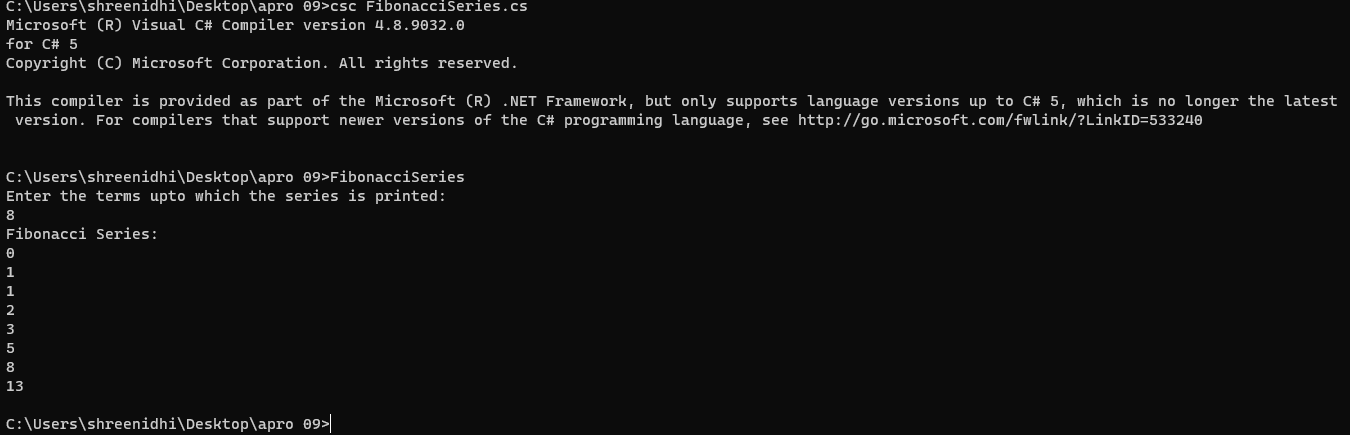 C:\Users\shreenidhi\Desktop\apro 09>csc FibonacciSeries.cs
Microsoft (R) Visual C# Compiler version 4.8.9032.0
for C# 5
Copyright (C) Microsoft Corporation. All rights reserved.
This compiler is provided as part of the Microsoft (R) .NET Framework, but only supports language versions up to C# 5, which is no longer the latest
version. For compilers that support newer versions of the C# programming language, see http://go.microsoft.com/fwlink/?LinkID=533240
C:\Users\shreenidhi\Desktop\apro 09>FibonacciSeries
Enter the terms upto which the series is printed:
8
Fibonacci Series:
0
1
1
2
3
5
8
13
C:\Users\shreenidhi\Desktop\apro 09>